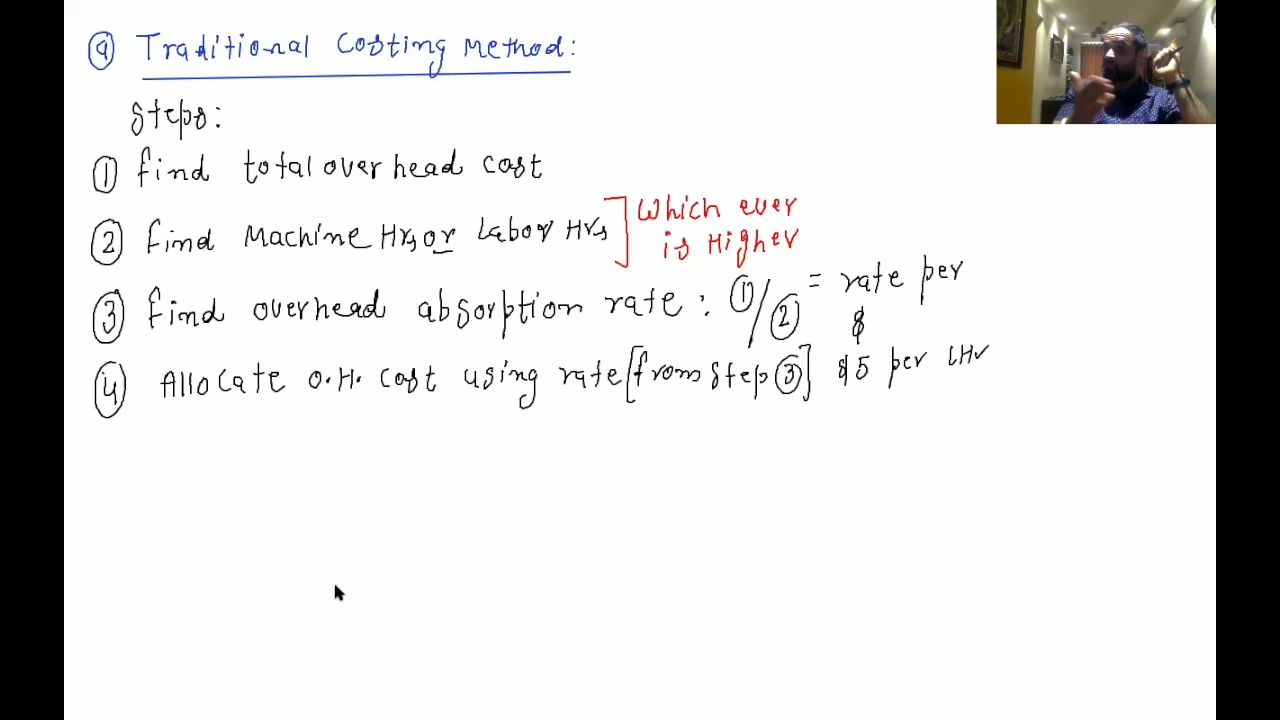 a Traditional Costing Method:
Steps:
1 find total overhead cost
2 find Machine Hrs or Labor Hrs ] Which ever
is Higher
3 find overhead absorption rate: 1/2 = rate per
$
4 Allocate O.H. cost using rate [from step 3] $5 per LHr